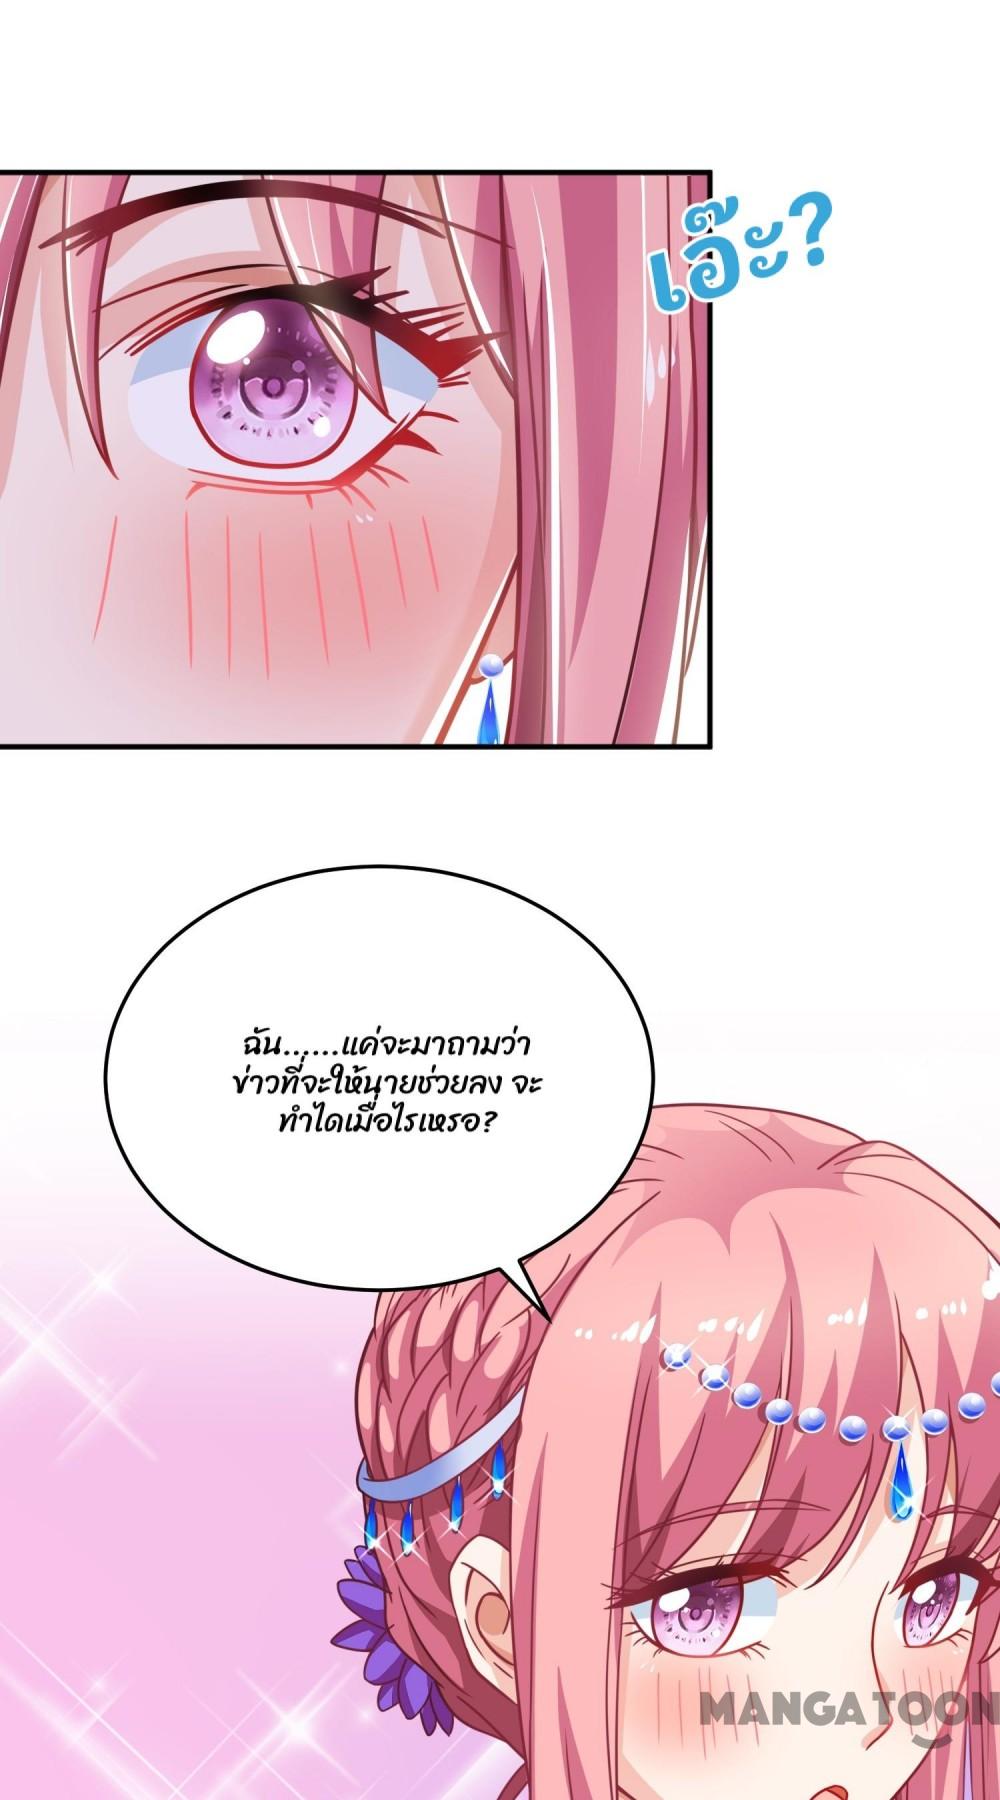 เอ๊ะ?
ฉัน......แค่จะมาถามว่า
ข่าวที่จะให้นายช่วยลง จะ
ทำได้เมื่อไรเหรอ?
MANGATOON